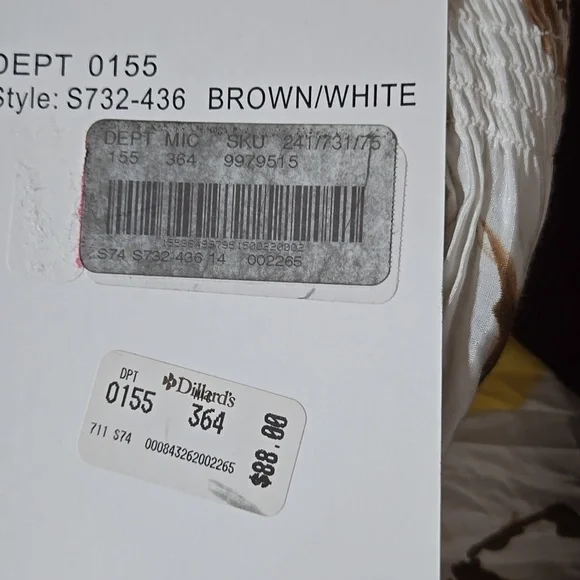 DEPT 0155
Style: S732-436 BROWN/WHITE
DEPT MIC SKU 241/731/75
155 364 9979515
S74 S732-436 14 002265
DPT
0155
Dillard's
364
711 S74 000843262002265
$88.00